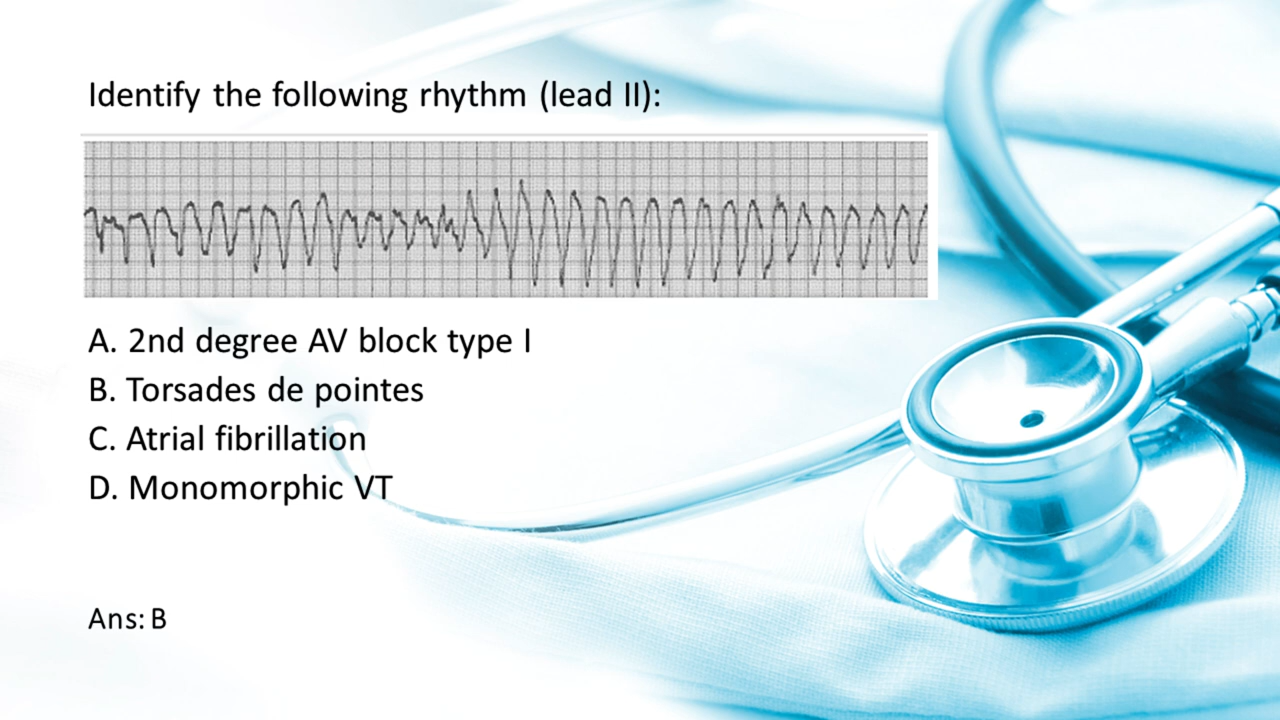 Identify the following rhythm (lead II):
A. 2nd degree AV block type I
B. Torsades de pointes
C. Atrial fibrillation
D. Monomorphic VT
Ans: B